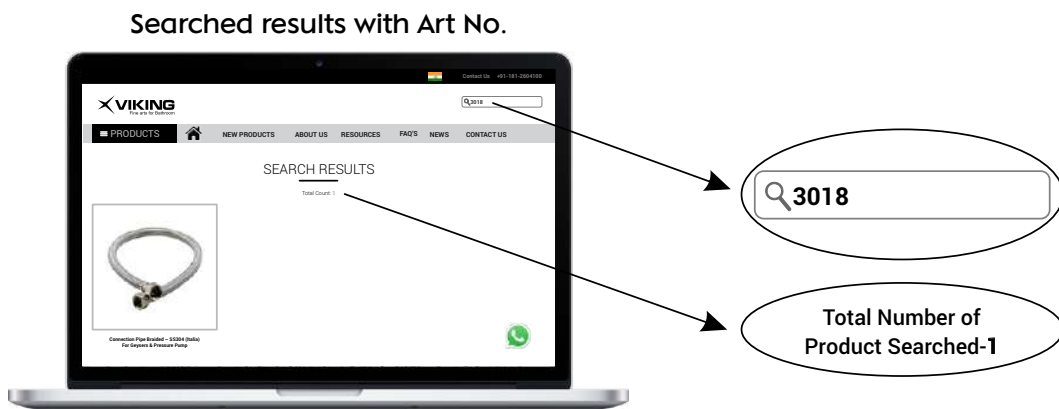 Searched results with Art No.
Contact Us +91-181-2604100
VIKING
Fine arts for Bathroom
3018
PRODUCTS NEW PRODUCTS ABOUT US RESOURCES FAQ'S NEWS CONTACT US
SEARCH RESULTS
Total Count: 1
Connection Pipe Braided – SS304 (Italia)
For Geysers & Pressure Pump
3018
Total Number of
Product Searched-1